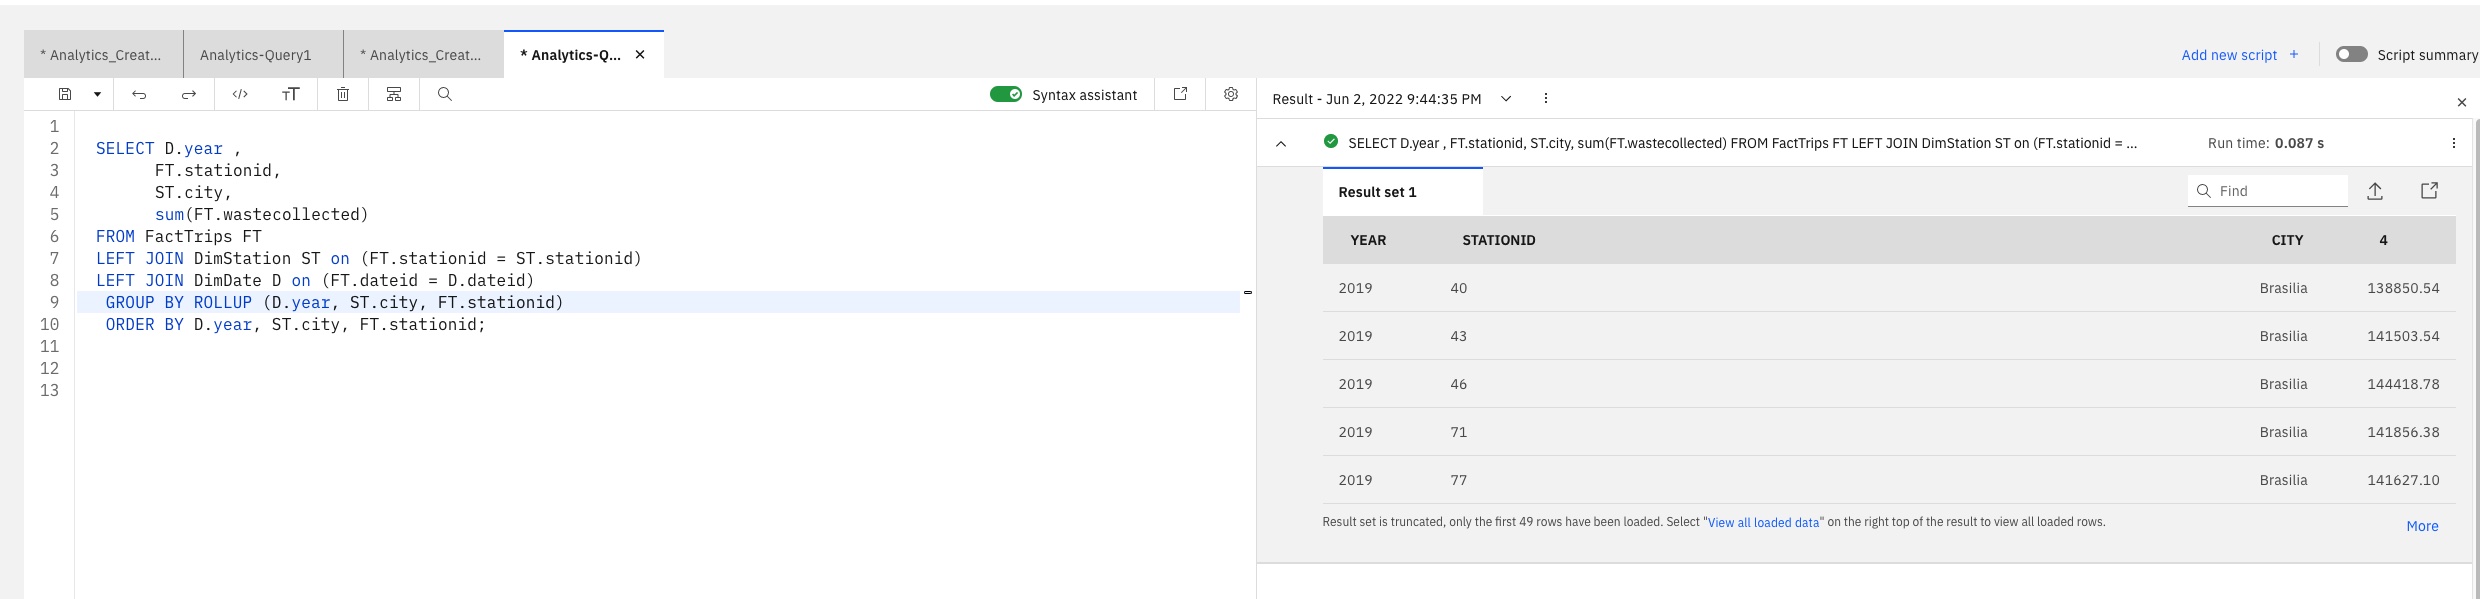 * Analytics_Creat... Analytics-Query1 * Analytics_Creat... * Analytics-Q... Add new script + Script summary
Syntax assistant
1
2 SELECT D.year ,
3 FT.stationid,
4 ST.city,
5 sum(FT.wastecollected)
6 FROM FactTrips FT
7 LEFT JOIN DimStation ST on (FT.stationid = ST.stationid)
8 LEFT JOIN DimDate D on (FT.dateid = D.dateid)
9 GROUP BY ROLLUP (D.year, ST.city, FT.stationid)
10 ORDER BY D.year, ST.city, FT.stationid;
11
12
13
Result - Jun 2, 2022 9:44:35 PM
SELECT D.year , FT.stationid, ST.city, sum(FT.wastecollected) FROM FactTrips FT LEFT JOIN DimStation ST on (FT.stationid = ... Run time: 0.087 s
Result set 1 Find
YEAR STATIONID CITY 4
2019 40 Brasilia 138850.54
2019 43 Brasilia 141503.54
2019 46 Brasilia 144418.78
2019 71 Brasilia 141856.38
2019 77 Brasilia 141627.10
Result set is truncated, only the first 49 rows have been loaded. Select "View all loaded data" on the right top of the result to view all loaded rows.
More